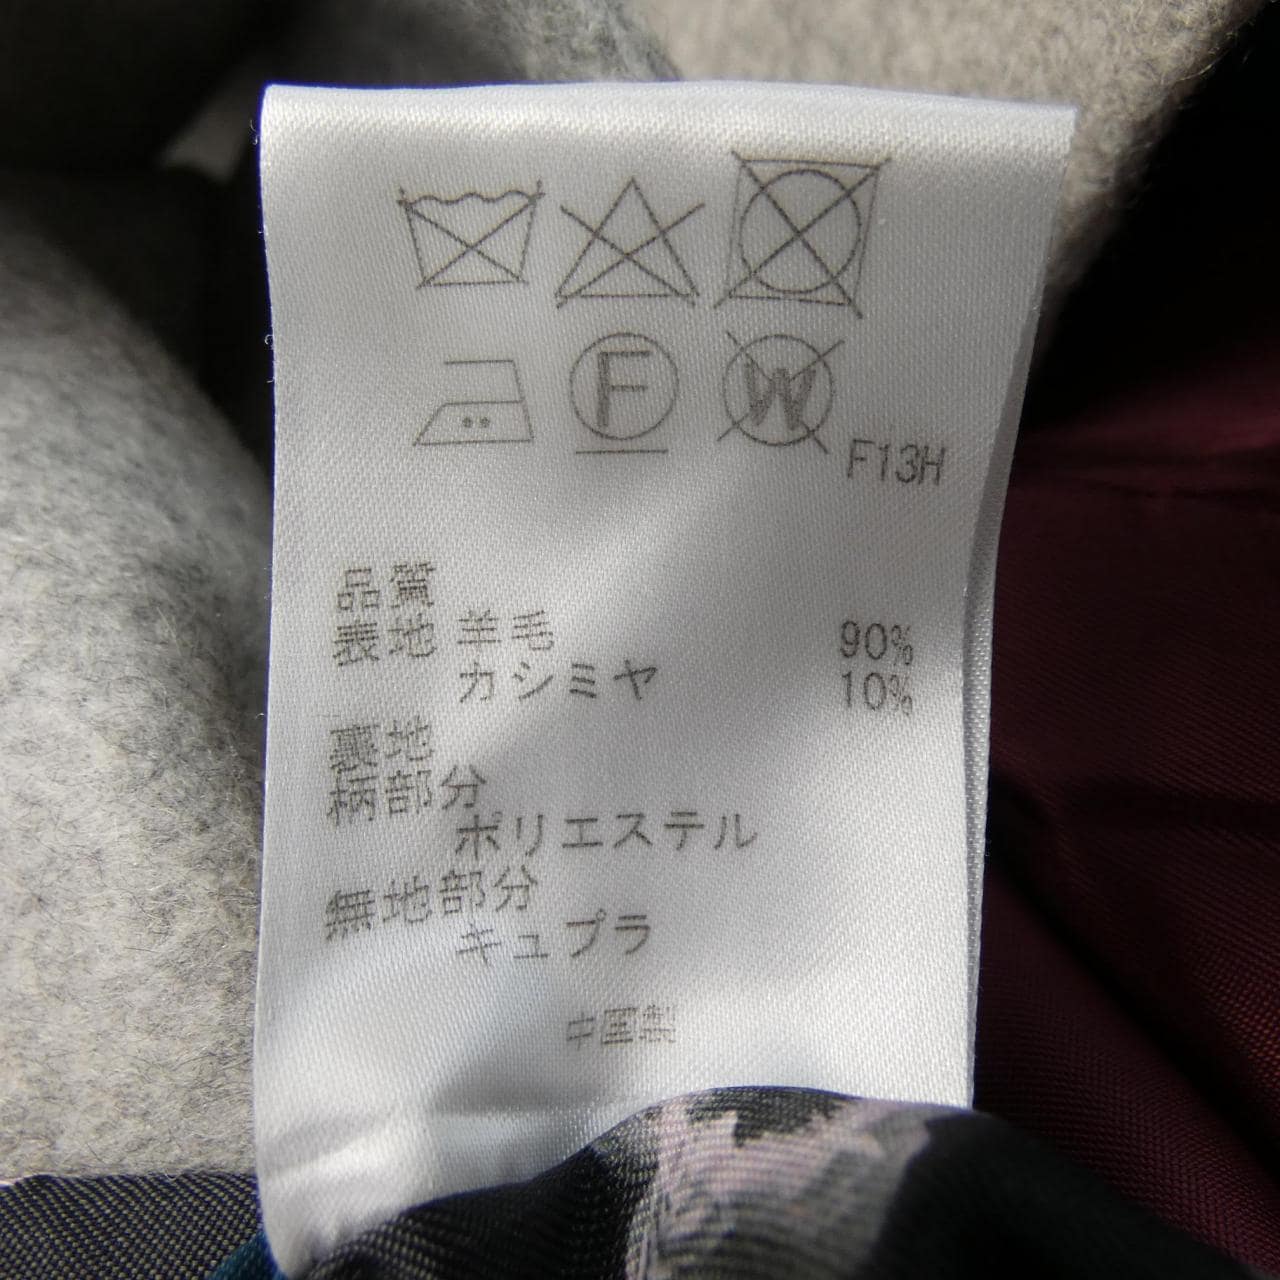 F
W
F13H
品質
表地 羊毛 90%
カシミヤ 10%
裏地
柄部分
ポリエステル
無地部分
キュプラ
中国製